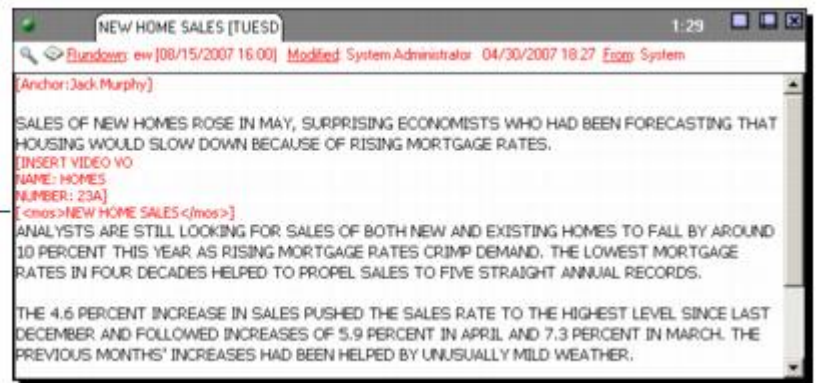 NEW HOME SALES [TUESD
1:29
Rundown: ew [08/15/2007 16:00] Modified: System Administrator 04/30/2007 18:27 From: System
[Anchor:Jack Murphy]
SALES OF NEW HOMES ROSE IN MAY, SURPRISING ECONOMISTS WHO HAD BEEN FORECASTING THAT
HOUSING WOULD SLOW DOWN BECAUSE OF RISING MORTGAGE RATES.
[INSERT VIDEO VO
NAME: HOMES
NUMBER: 23A]
[<mos>NEW HOME SALES</mos>]
ANALYSTS ARE STILL LOOKING FOR SALES OF BOTH NEW AND EXISTING HOMES TO FALL BY AROUND
10 PERCENT THIS YEAR AS RISING MORTGAGE RATES CRIMP DEMAND. THE LOWEST MORTGAGE
RATES IN FOUR DECADES HELPED TO PROPEL SALES TO FIVE STRAIGHT ANNUAL RECORDS.
THE 4.6 PERCENT INCREASE IN SALES PUSHED THE SALES RATE TO THE HIGHEST LEVEL SINCE LAST
DECEMBER AND FOLLOWED INCREASES OF 5.9 PERCENT IN APRIL AND 7.3 PERCENT IN MARCH. THE
PREVIOUS MONTHS' INCREASES HAD BEEN HELPED BY UNUSUALLY MILD WEATHER.